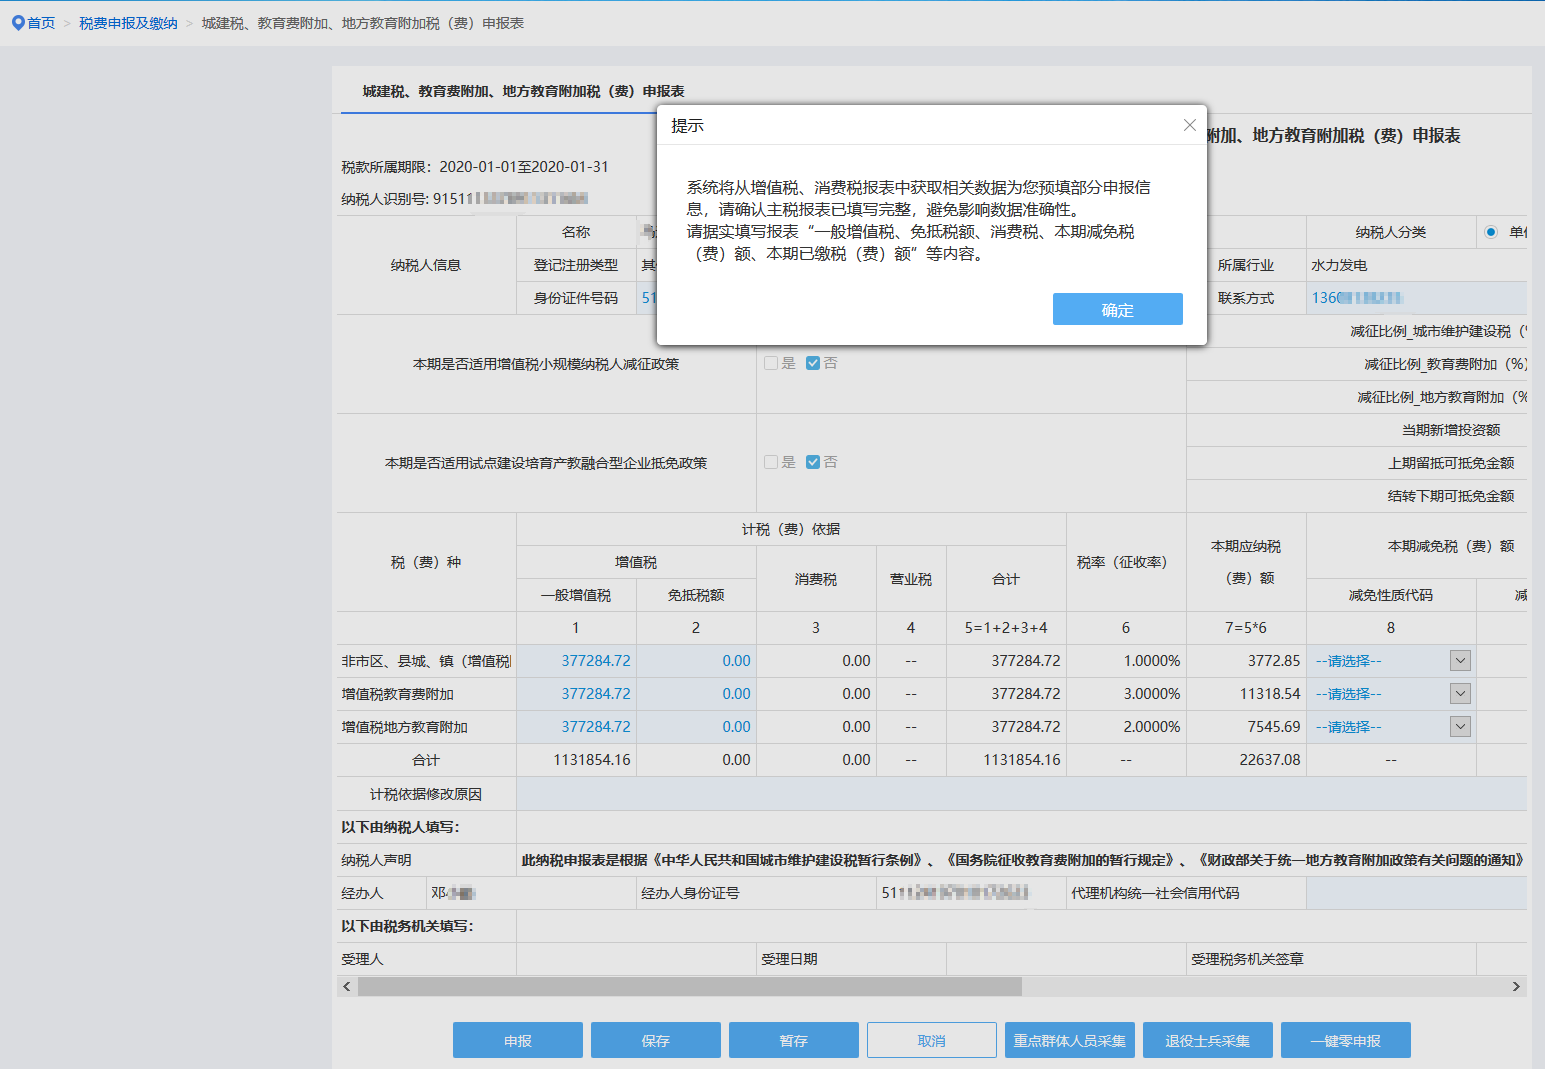 首页 > 税费申报及缴纳 > 城建税、教育费附加、地方教育附加税（费）申报表
城建税、教育费附加、地方教育附加税（费）申报表
附加、地方教育附加税（费）申报表
提示
系统将从增值税、消费税报表中获取相关数据为您预填部分申报信
息，请确认主税报表已填写完整，避免影响数据准确性。
请据实填写报表“一般增值税、免抵税额、消费税、本期减免税
（费）额、本期已缴税（费）额”等内容。
确定
税款所属期限：2020-01-01至2020-01-31
纳税人识别号: 91511
纳税人信息
名称
纳税人分类
登记注册类型
所属行业 水力发电
身份证件号码 51
联系方式 1360
本期是否适用增值税小规模纳税人减征政策 是 否
减征比例_城市维护建设税（
减征比例_教育费附加（%）
减征比例_地方教育附加（%
本期是否适用试点建设培育产教融合型企业抵免政策 是 否
当期新增投资额
上期留抵可抵免金额
结转下期可抵免金额
税（费）种 计税（费）依据 税率（征收率） 本期应纳税
（费）额 本期减免税（费）额
增值税 消费税 营业税 合计
一般增值税 免抵税额 减免性质代码 减
1 2 3 4 5=1+2+3+4 6 7=5*6 8
非市区、县城、镇（增值税 377284.72 0.00 0.00 -- 377284.72 1.0000% 3772.85 --请选择--
增值税教育费附加 377284.72 0.00 0.00 -- 377284.72 3.0000% 11318.54 --请选择--
增值税地方教育附加 377284.72 0.00 0.00 -- 377284.72 2.0000% 7545.69 --请选择--
合计 1131854.16 0.00 0.00 -- 1131854.16 -- 22637.08 --
计税依据修改原因
以下由纳税人填写：
纳税人声明 此纳税申报表是根据《中华人民共和国城市维护建设税暂行条例》、《国务院征收教育费附加的暂行规定》、《财政部关于统一地方教育附加政策有关问题的通知》
经办人 邓 经办人身份证号 511 代理机构统一社会信用代码
以下由税务机关填写：
受理人 受理日期 受理税务机关签章
申报 保存 暂存 取消 重点群体人员采集 退役士兵采集 一键零申报